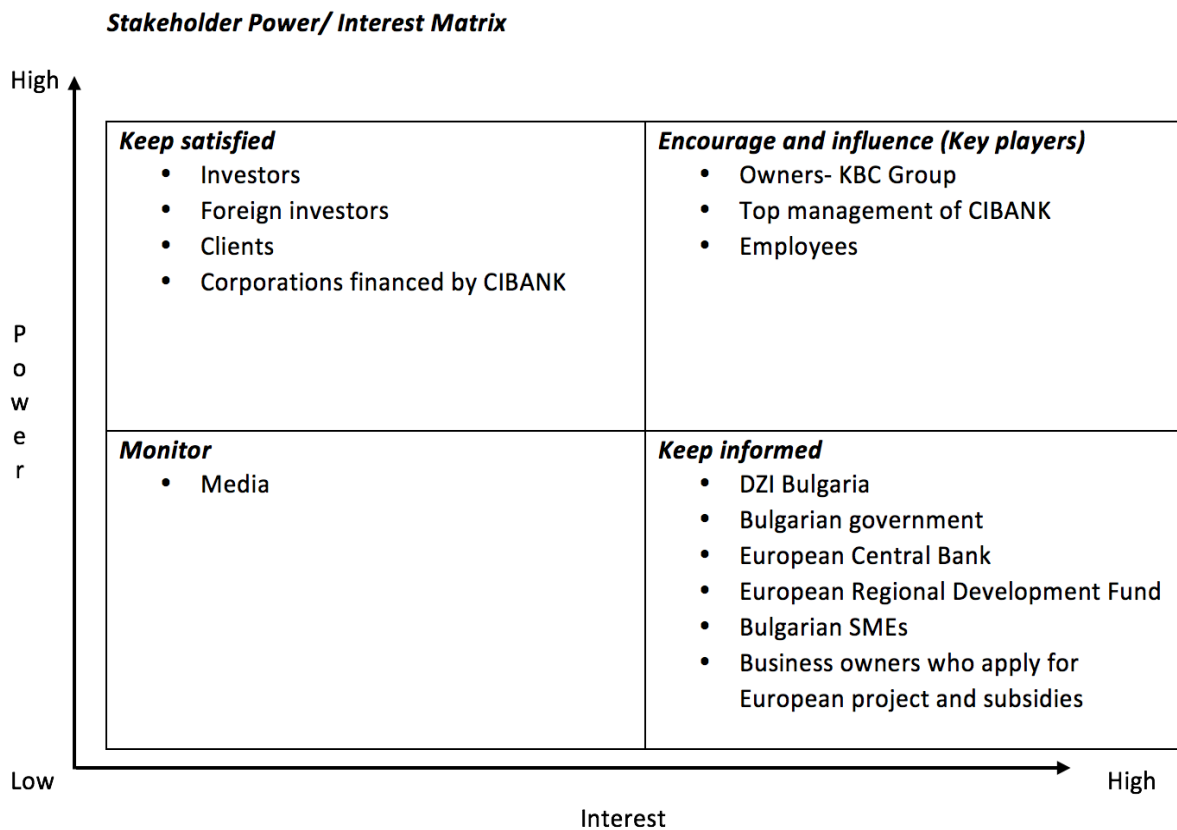 Stakeholder Power/ Interest Matrix
High
Keep satisfied
• Investors
• Foreign investors
• Clients
• Corporations financed by CIBANK
Encourage and influence (Key players)
• Owners- KBC Group
• Top management of CIBANK
• Employees
P
o
w
e
r
Monitor
• Media
Keep informed
• DZI Bulgaria
• Bulgarian government
• European Central Bank
• European Regional Development Fund
• Bulgarian SMEs
• Business owners who apply for
European project and subsidies
Low
High
Interest